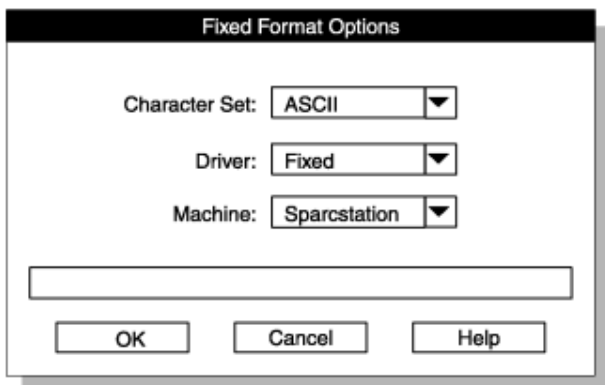 Fixed Format Options
Character Set: ASCII
Driver: Fixed
Machine: Sparcstation
OK Cancel Help